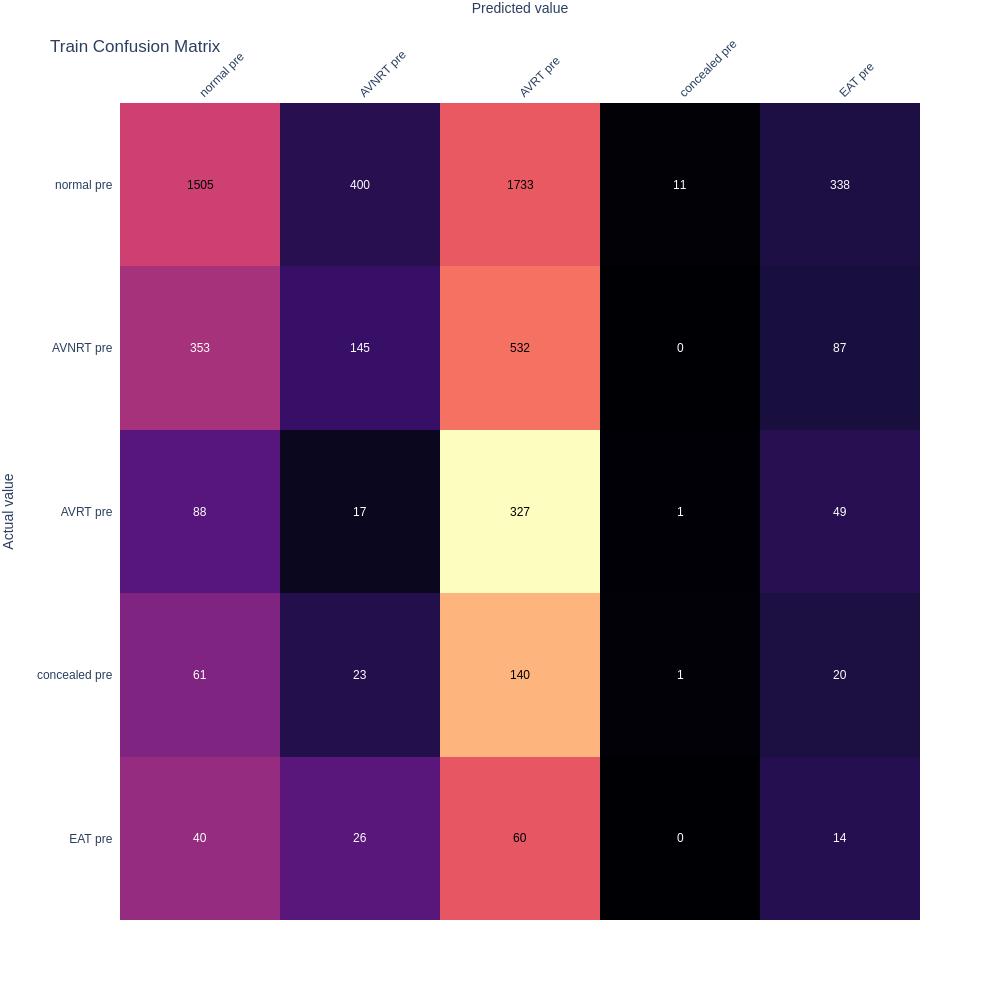 Predicted value
Train Confusion Matrix
normal pre AVNRT pre AVRT pre concealed pre EAT pre
normal pre 1505 400 1733 11 338
AVNRT pre 353 145 532 0 87
Actual value
AVRT pre 88 17 327 1 49
concealed pre 61 23 140 1 20
EAT pre 40 26 60 0 14